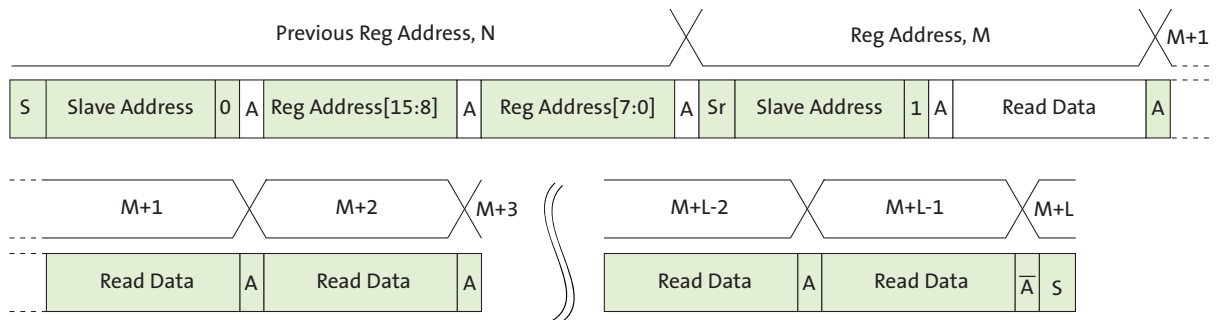 Previous Reg Address, N Reg Address, M M+1
S Slave Address 0 A Reg Address[15:8] A Reg Address[7:0] A Sr Slave Address 1 A Read Data A
M+1 M+2 M+3 M+L-2 M+L-1 M+L
Read Data A Read Data A Read Data A Read Data A̅ S